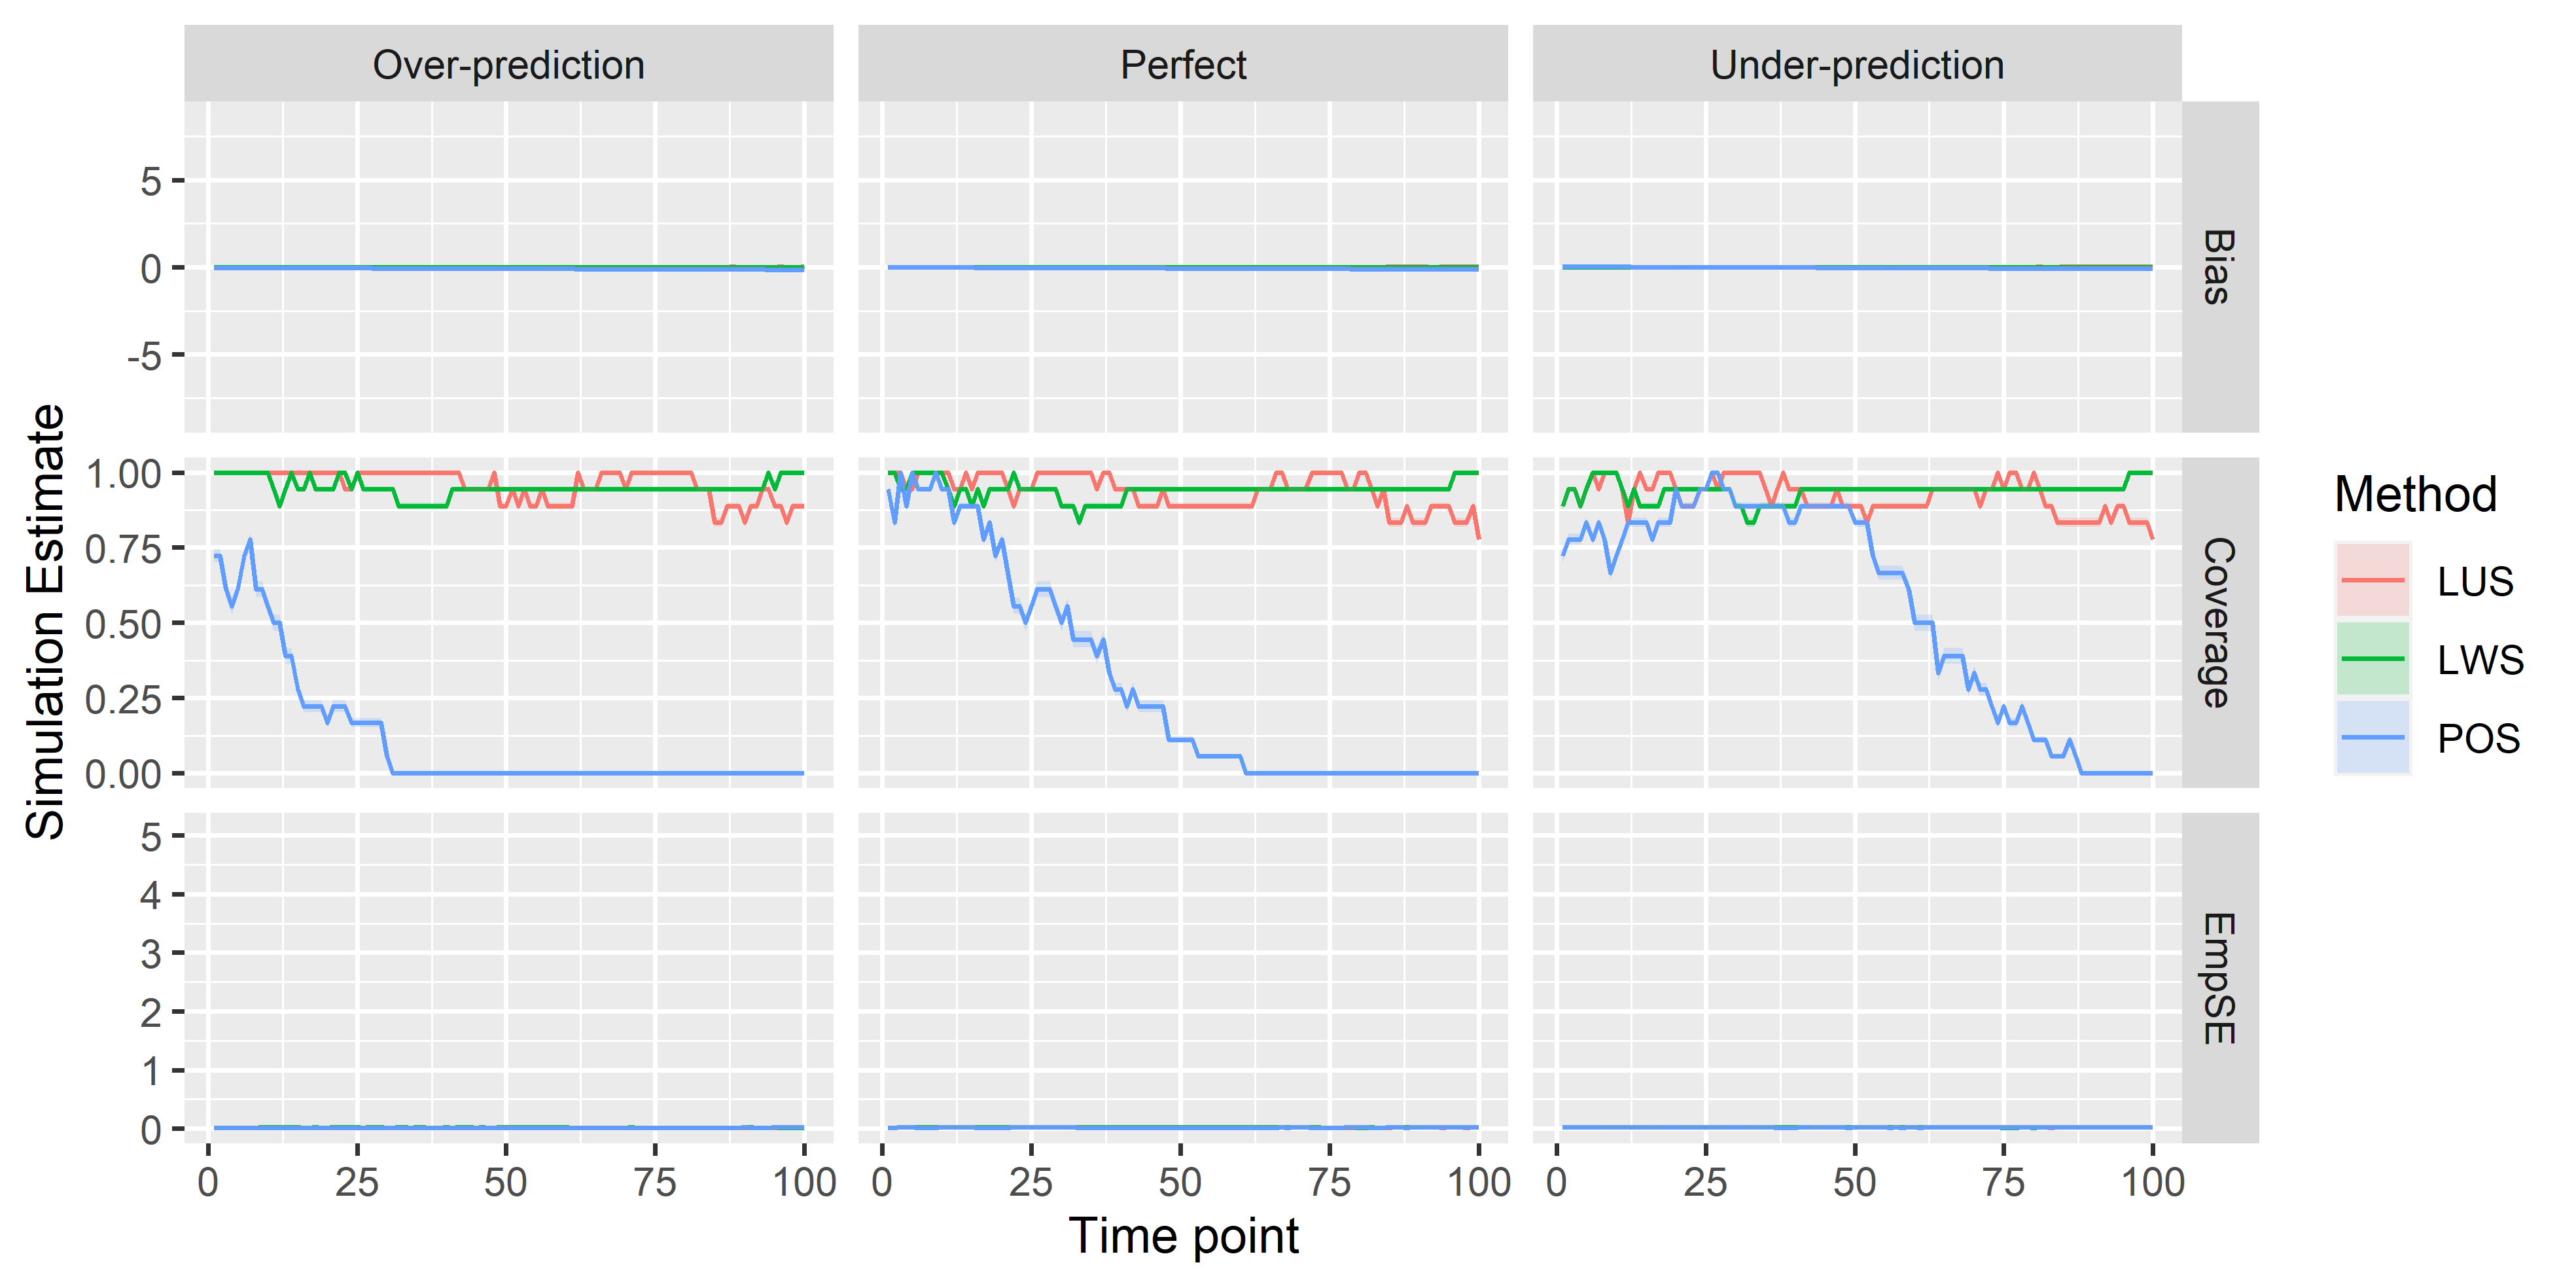 Over-prediction
Perfect
Under-prediction
5
0
-5
Bias
1.00
0.75
0.50
0.25
0.00
Coverage
5
4
3
2
1
0
EmpSE
0 25 50 75 100
0 25 50 75 100
0 25 50 75 100
Time point
Simulation Estimate
Method
LUS
LWS
POS